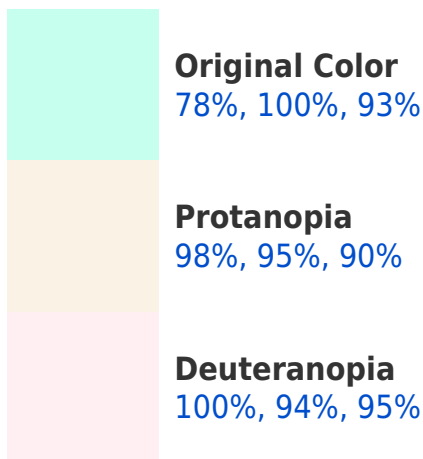 Original Color
78%, 100%, 93%
Protanopia
98%, 95%, 90%
Deuteranopia
100%, 94%, 95%